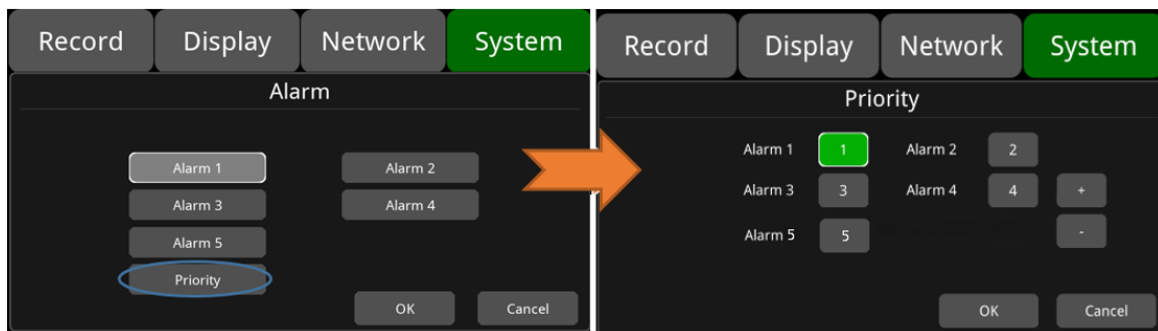 Record Display Network System
Alarm
Alarm 1 Alarm 2
Alarm 3 Alarm 4
Alarm 5
Priority
OK Cancel
Record Display Network System
Priority
Alarm 1 1 Alarm 2 2
Alarm 3 3 Alarm 4 4 +
Alarm 5 5 -
OK Cancel